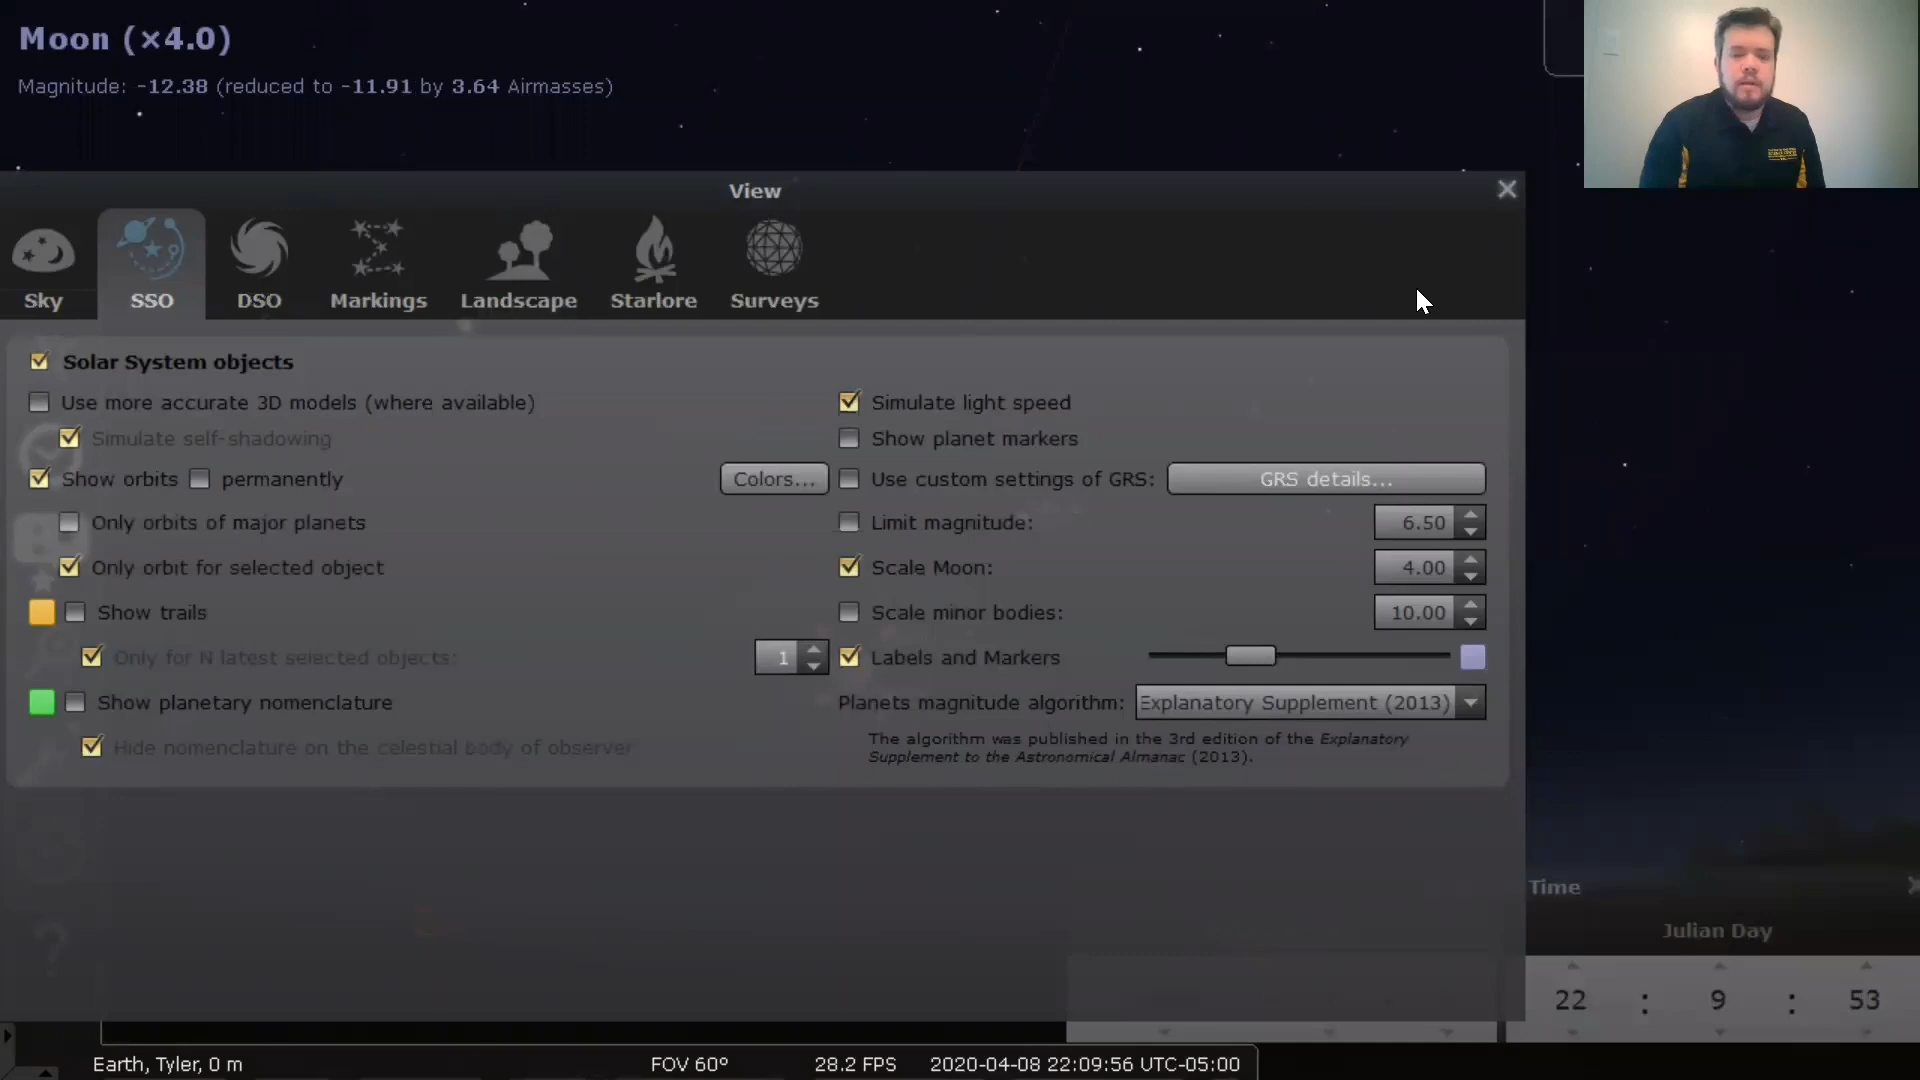 Moon (×4.0)
Magnitude: -12.38 (reduced to -11.91 by 3.64 Airmasses)
View
Sky
SSO
DSO
Markings
Landscape
Starlore
Surveys
Solar System objects
Use more accurate 3D models (where available)
Simulate self-shadowing
Show orbits permanently
Colors...
Only orbits of major planets
Only orbit for selected object
Show trails
Only for N latest selected objects:
1
Show planetary nomenclature
Hide nomenclature on the celestial body of observer
Simulate light speed
Show planet markers
Use custom settings of GRS:
GRS details...
Limit magnitude:
6.50
Scale Moon:
4.00
Scale minor bodies:
10.00
Labels and Markers
Planets magnitude algorithm:
Explanatory Supplement (2013)
The algorithm was published in the 3rd edition of the Explanatory
Supplement to the Astronomical Almanac (2013).
Time
Julian Day
22 : 9 : 53
Earth, Tyler, 0 m
FOV 60°
28.2 FPS
2020-04-08 22:09:56 UTC-05:00